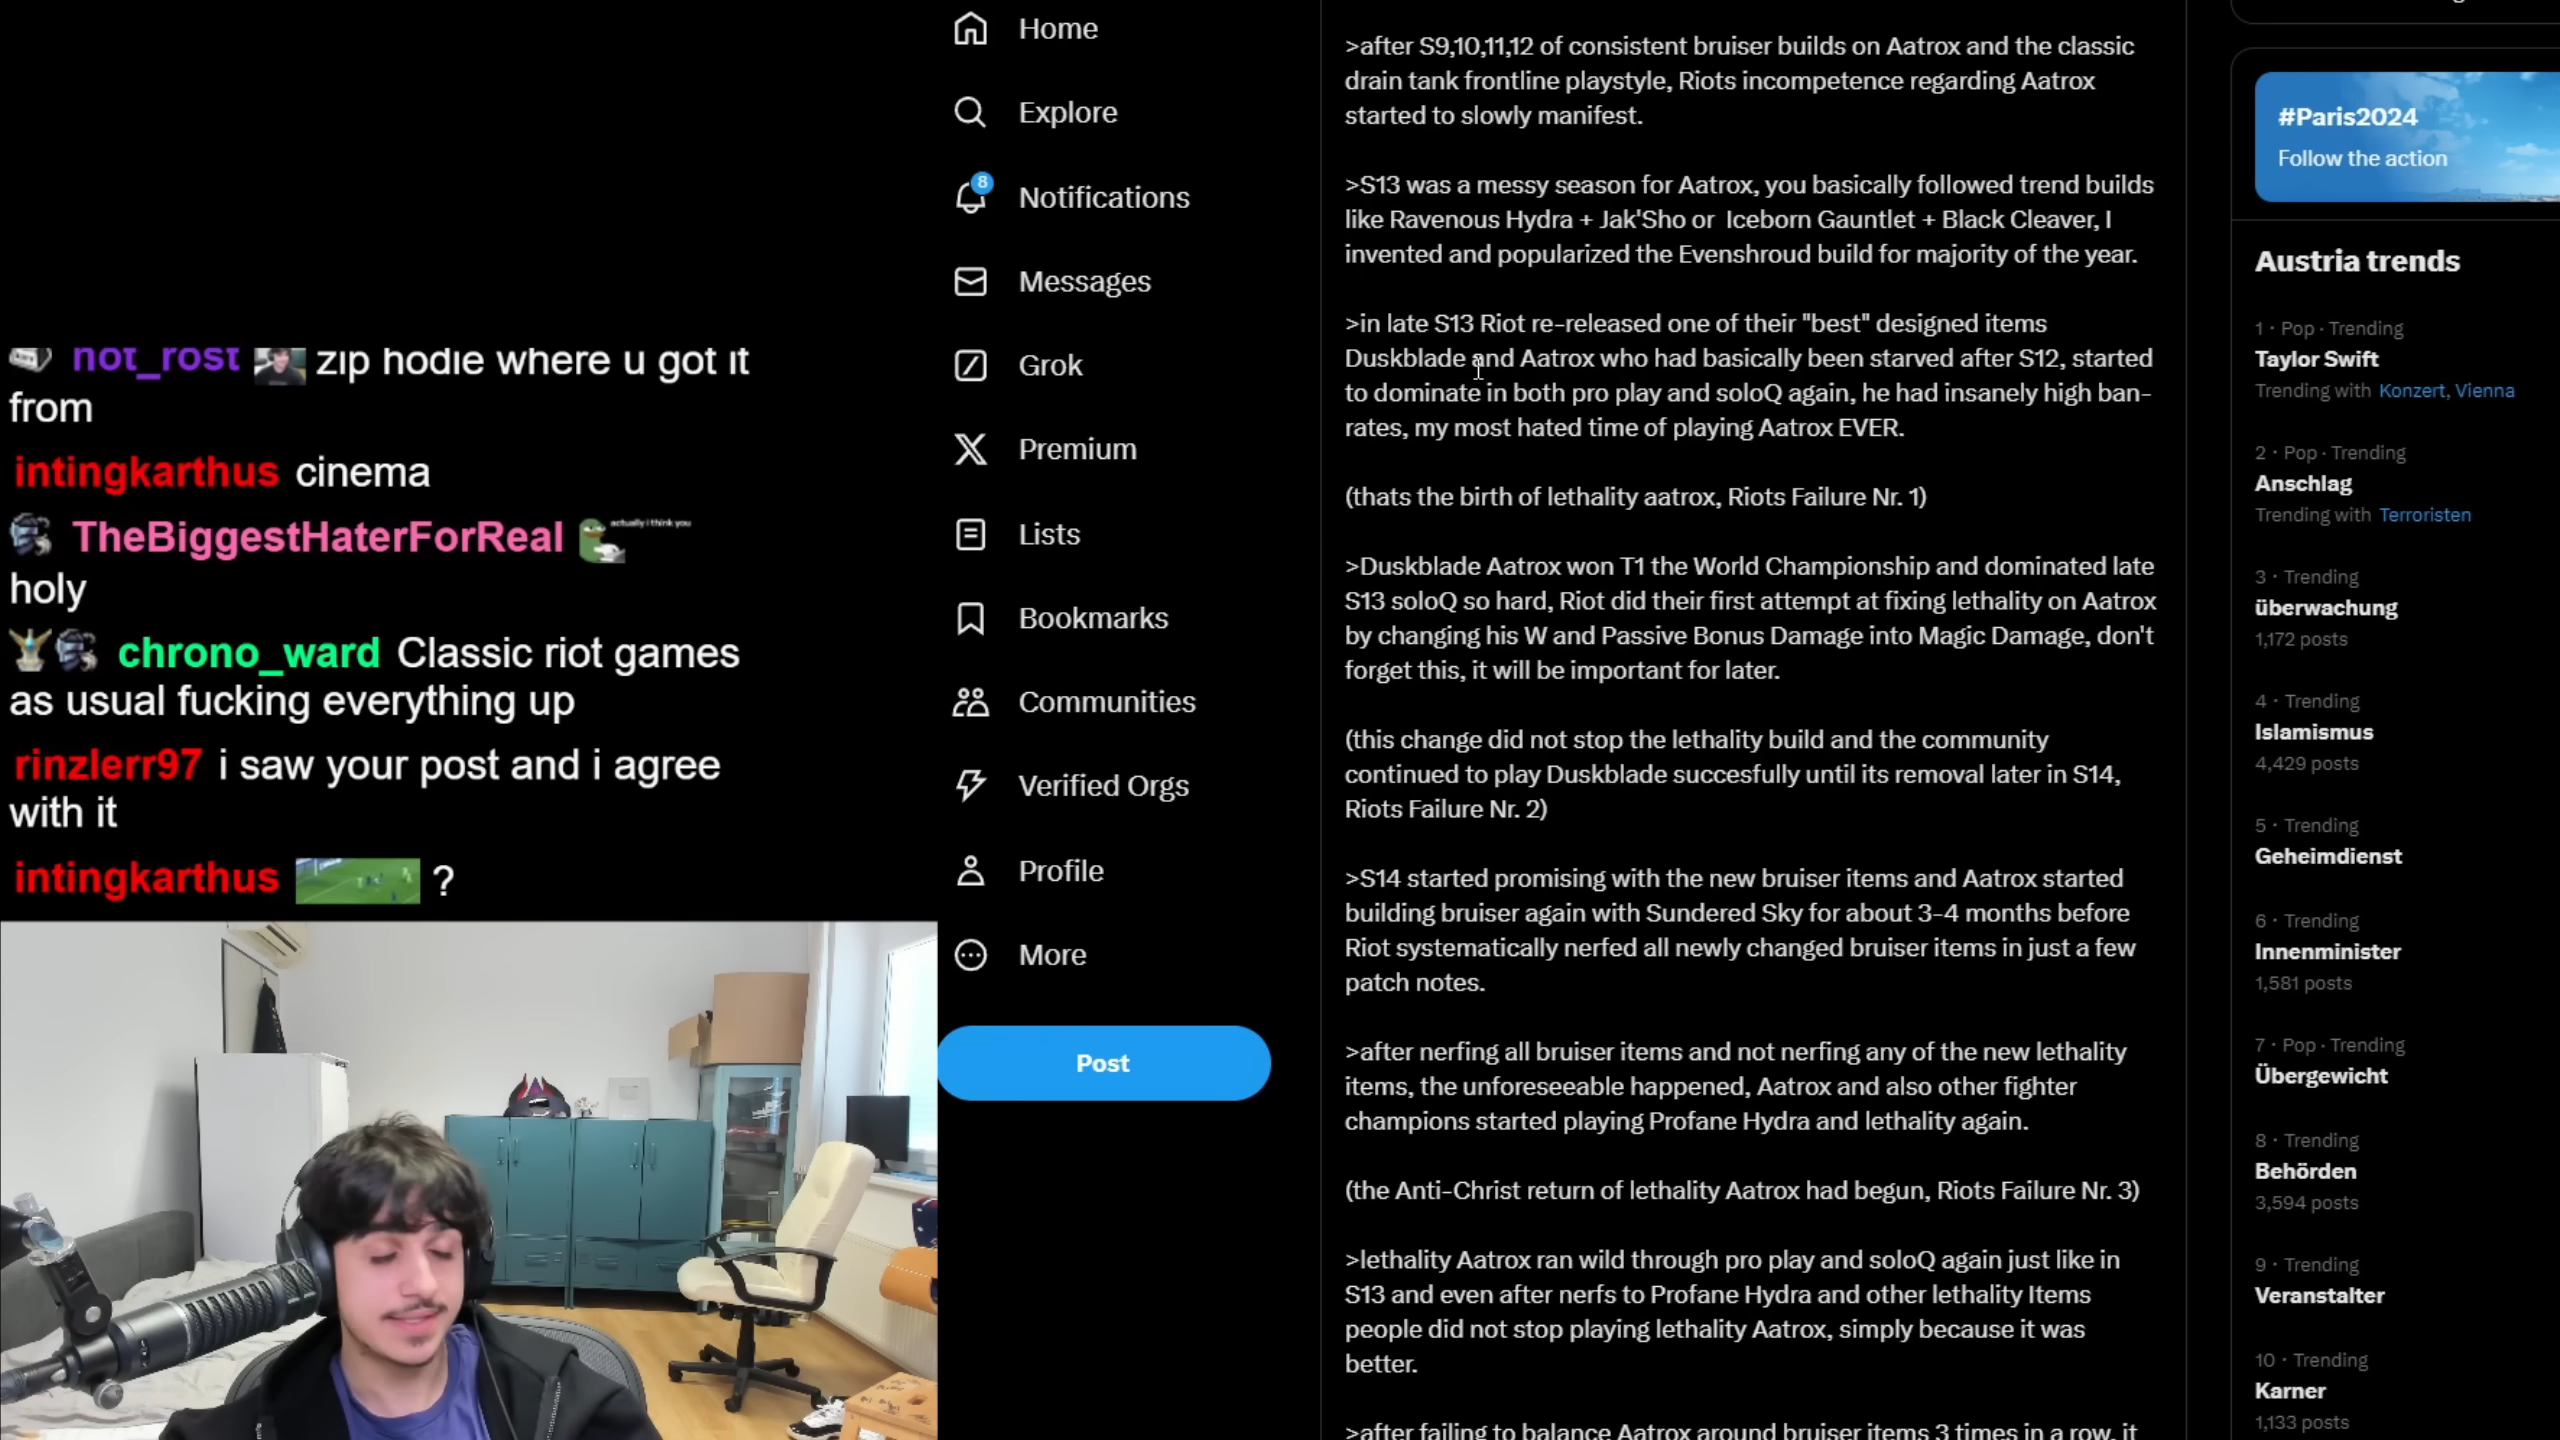 not_rost zip hodie where u got it
from
intingkarthus cinema
TheBiggestHaterForReal actually i think you
holy
chrono_ward Classic riot games
as usual fucking everything up
rinzlerr97 i saw your post and i agree
with it
intingkarthus ?
Home
Explore
8
Notifications
Messages
Grok
Premium
Lists
Bookmarks
Communities
Verified Orgs
Profile
More
Post
>after S9,10,11,12 of consistent bruiser builds on Aatrox and the classic
drain tank frontline playstyle, Riots incompetence regarding Aatrox
started to slowly manifest.
>S13 was a messy season for Aatrox, you basically followed trend builds
like Ravenous Hydra + Jak'Sho or Iceborn Gauntlet + Black Cleaver, I
invented and popularized the Evenshroud build for majority of the year.
>in late S13 Riot re-released one of their "best" designed items
Duskblade and Aatrox who had basically been starved after S12, started
to dominate in both pro play and soloQ again, he had insanely high ban-
rates, my most hated time of playing Aatrox EVER.
(thats the birth of lethality aatrox, Riots Failure Nr. 1)
>Duskblade Aatrox won T1 the World Championship and dominated late
S13 soloQ so hard, Riot did their first attempt at fixing lethality on Aatrox
by changing his W and Passive Bonus Damage into Magic Damage, don't
forget this, it will be important for later.
(this change did not stop the lethality build and the community
continued to play Duskblade succesfully until its removal later in S14,
Riots Failure Nr. 2)
>S14 started promising with the new bruiser items and Aatrox started
building bruiser again with Sundered Sky for about 3-4 months before
Riot systematically nerfed all newly changed bruiser items in just a few
patch notes.
>after nerfing all bruiser items and not nerfing any of the new lethality
items, the unforeseeable happened, Aatrox and also other fighter
champions started playing Profane Hydra and lethality again.
(the Anti-Christ return of lethality Aatrox had begun, Riots Failure Nr. 3)
>lethality Aatrox ran wild through pro play and soloQ again just like in
S13 and even after nerfs to Profane Hydra and other lethality Items
people did not stop playing lethality Aatrox, simply because it was
better.
>after failing to balance Aatrox around bruiser items 3 times in a row, it
#Paris2024
Follow the action
Austria trends
1 · Pop · Trending
Taylor Swift
Trending with Konzert, Vienna
2 · Pop · Trending
Anschlag
Trending with Terroristen
3 · Trending
überwachung
1,172 posts
4 · Trending
Islamismus
4,429 posts
5 · Trending
Geheimdienst
6 · Trending
Innenminister
1,581 posts
7 · Pop · Trending
Übergewicht
8 · Trending
Behörden
3,594 posts
9 · Trending
Veranstalter
10 · Trending
Karner
1,133 posts